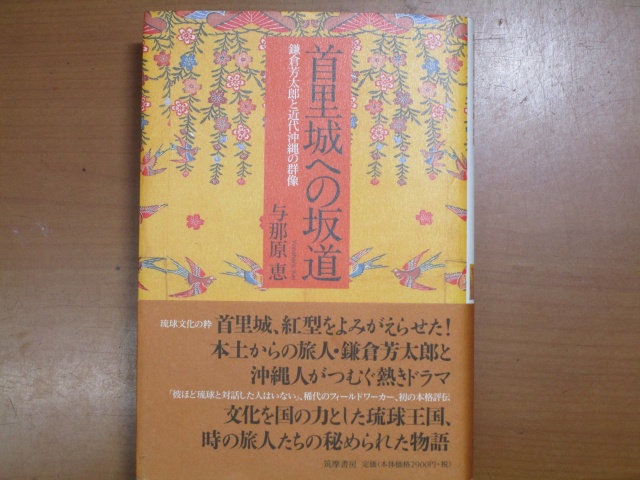 首里城への坂道
鎌倉芳太郎と近代沖縄の群像
与那原 恵
琉球文化の粋 首里城、紅型をよみがえらせた!
本土からの旅人・鎌倉芳太郎と
沖縄人がつむぐ熱きドラマ
「彼ほど琉球と対話した人はいない」、稀代のフィールドワーカー、初の本格評伝
文化を国の力とした琉球王国、
時の旅人たちの秘められた物語
筑摩書房 定価(本体価格2900円+税)